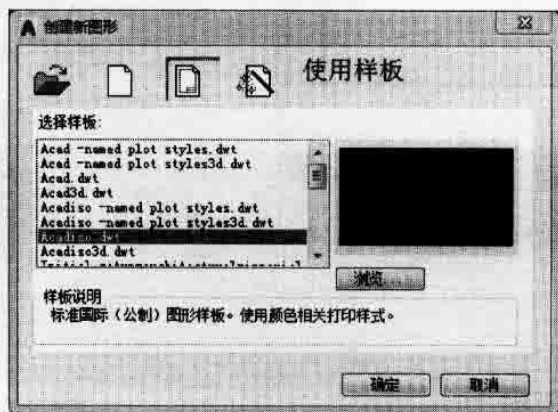 创建新图形
使用样板
选择样板:
Acad -named plot styles.dwt
Acad -named plot styles3d.dwt
Acad.dwt
Acad3d.dwt
Acadiso -named plot styles.dwt
Acadiso -named plot styles3d.dwt
Acadiso.dwt
Acadiso3d.dwt
浏览...
样板说明
标准国际（公制）图形样板。使用颜色相关打印样式。
确定
取消